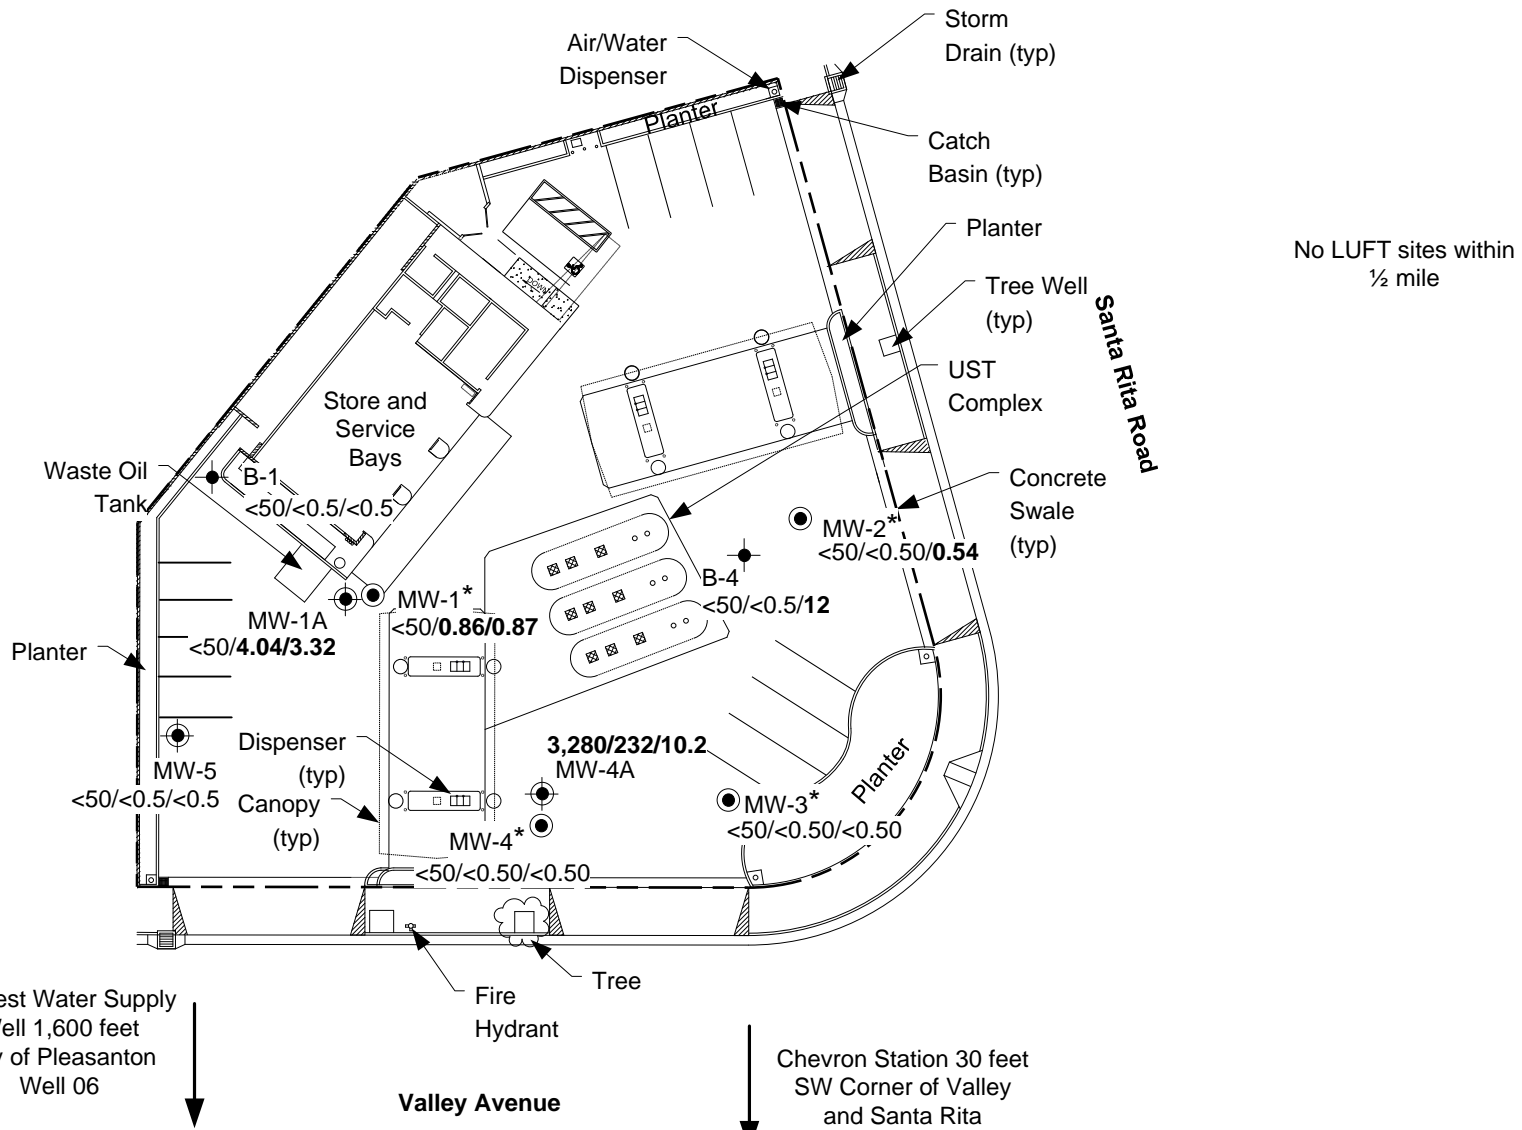 Storm
Drain (typ)
Air/Water
Dispenser
Planter
Catch
Basin (typ)
Planter
No LUFT sites within
½ mile
Tree Well
(typ)
Santa Rita Road
UST
Complex
DOWN
Store and
Service
Bays
Waste Oil
Tank
B-1
<50/<0.5/<0.5
Concrete
Swale
(typ)
MW-2*
<50/<0.50/0.54
B-4
<50/<0.5/12
MW-1*
<50/0.86/0.87
MW-1A
<50/4.04/3.32
Planter
Dispenser
(typ)
3,280/232/10.2
MW-4A
MW-5
<50/<0.5/<0.5
Canopy
(typ)
Planter
MW-3*
<50/<0.50/<0.50
MW-4*
<50/<0.50/<0.50
Tree
Fire
Hydrant
est Water Supply
ell 1,600 feet
y of Pleasanton
Well 06
Valley Avenue
Chevron Station 30 feet
SW Corner of Valley
and Santa Rita